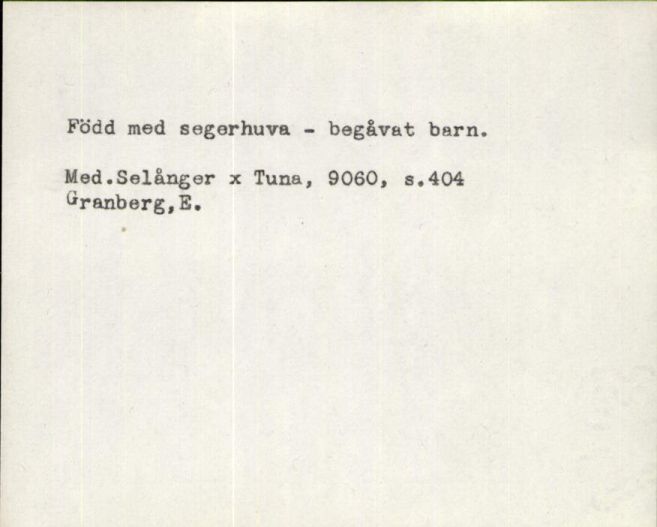 Född med segerhuva - begåvat barn.
Med.Selånger x Tuna, 9060, s.404
Granberg,E.